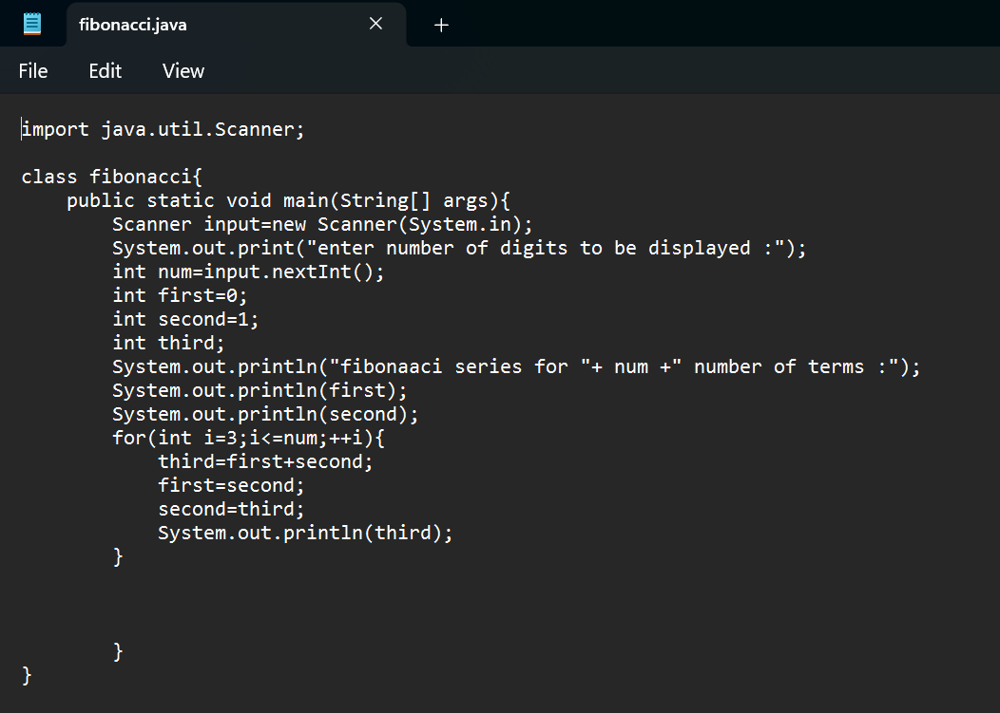 fibonacci.java
File Edit View
import java.util.Scanner;
class fibonacci{
public static void main(String[] args){
Scanner input=new Scanner(System.in);
System.out.print("enter number of digits to be displayed :");
int num=input.nextInt();
int first=0;
int second=1;
int third;
System.out.println("fibonaaci series for "+ num +" number of terms :");
System.out.println(first);
System.out.println(second);
for(int i=3;i<=num;++i){
third=first+second;
first=second;
second=third;
System.out.println(third);
}
}
}